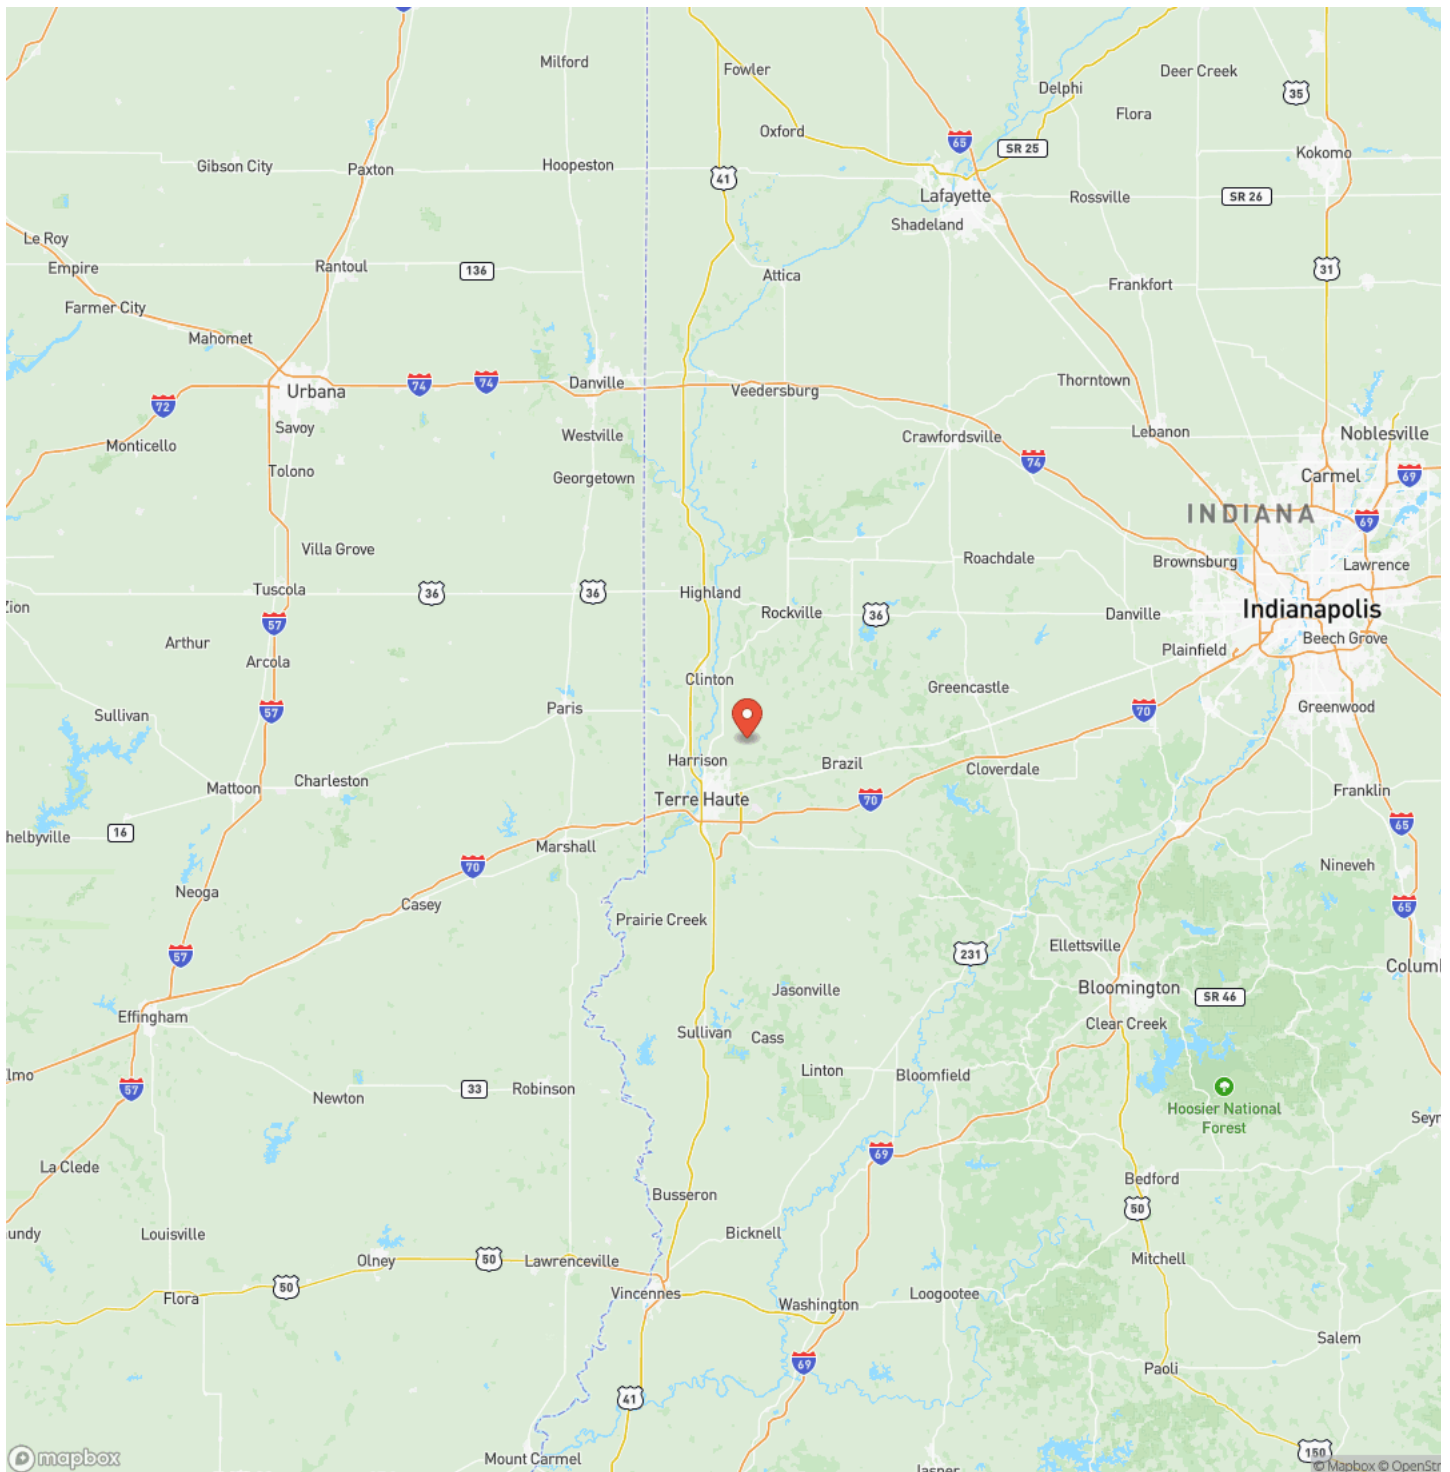 Milford
Fowler
Deer Creek
Delphi
35
Flora
Oxford
65
SR 25
Gibson City
Paxton
Hoopeston
41
Kokomo
Lafayette
Rossville
SR 26
Shadeland
Le Roy
Empire
Rantoul
136
Attica
31
Frankfort
Farmer City
Mahomet
Thorntown
74
74
Danville
Urbana
Veedersburg
72
Savoy
Westville
Crawfordsville
Lebanon
Noblesville
Monticello
74
Carmel
69
Tolono
Georgetown
INDIANA
69
Villa Grove
Roachdale
Brownsburg
Lawrence
Tuscola
36
36
Highland
Zion
Rockville
36
Danville
Indianapolis
57
Arthur
Beech Grove
Arcola
Plainfield
Clinton
Greencastle
57
Sullivan
Paris
70
Greenwood
Harrison
Brazil
Cloverdale
Mattoon
Charleston
Terre Haute
70
Franklin
16
65
helbyville
Marshall
70
Nineveh
Neoga
Casey
65
Prairie Creek
57
231
Ellettsville
Colum
Jasonville
Bloomington
SR 46
Effingham
Sullivan
Cass
Clear Creek
lmo
Linton
Bloomfield
57
33
Robinson
Newton
Hoosier National
Forest
Seyr
69
La Clede
Bedford
Busseron
50
undy
Louisville
Bicknell
Olney
50
Lawrenceville
Mitchell
50
Flora
Vincennes
Washington
Loogootee
Salem
69
Paoli
41
mapbox
Mount Carmel
150
Jasper
© Mapbox © OpenStr